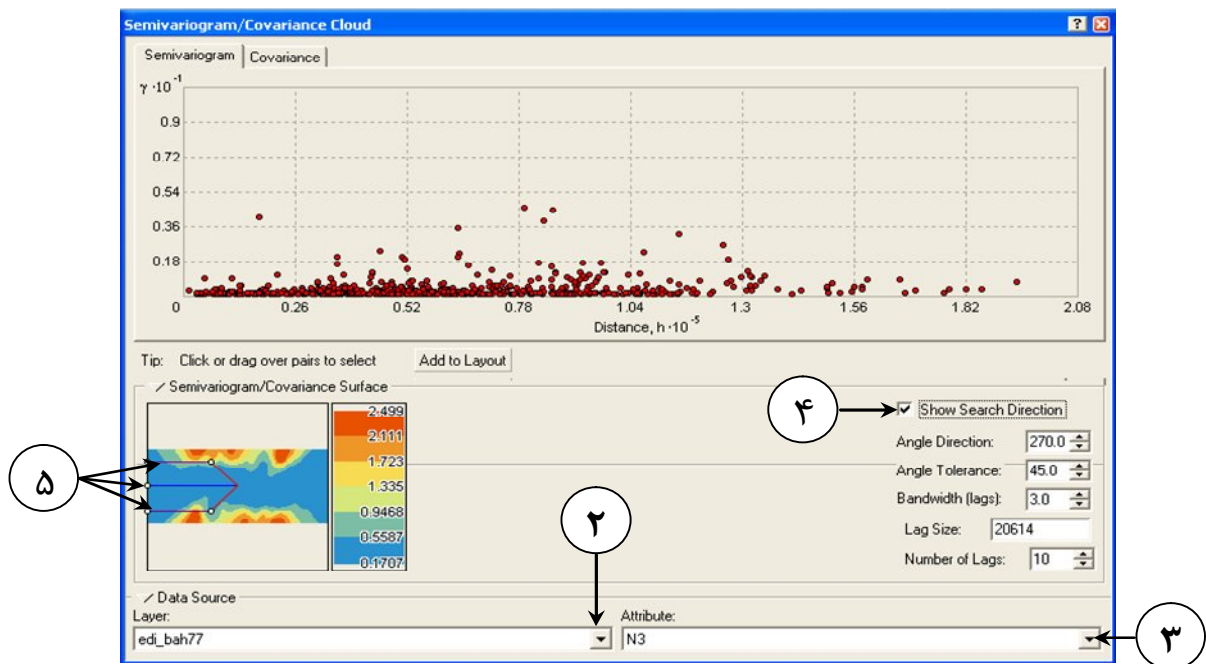 Semivariogram/Covariance Cloud
Semivariogram Covariance
γ ·10 -1
0.9
0.72
0.54
0.36
0.18
0 0.26 0.52 0.78 1.04 1.3 1.56 1.82 2.08
Distance, h ·10 -5
Tip: Click or drag over pairs to select Add to Layout
Semivariogram/Covariance Surface
2.499
2.111
1.723
1.335
0.9468
0.5587
0.1707
۴
Show Search Direction
Angle Direction: 270.0
Angle Tolerance: 45.0
Bandwidth (lags): 3.0
Lag Size: 20614
Number of Lags: 10
۵
۲
Data Source
Layer: Attribute:
edi_bah77 N3
۳